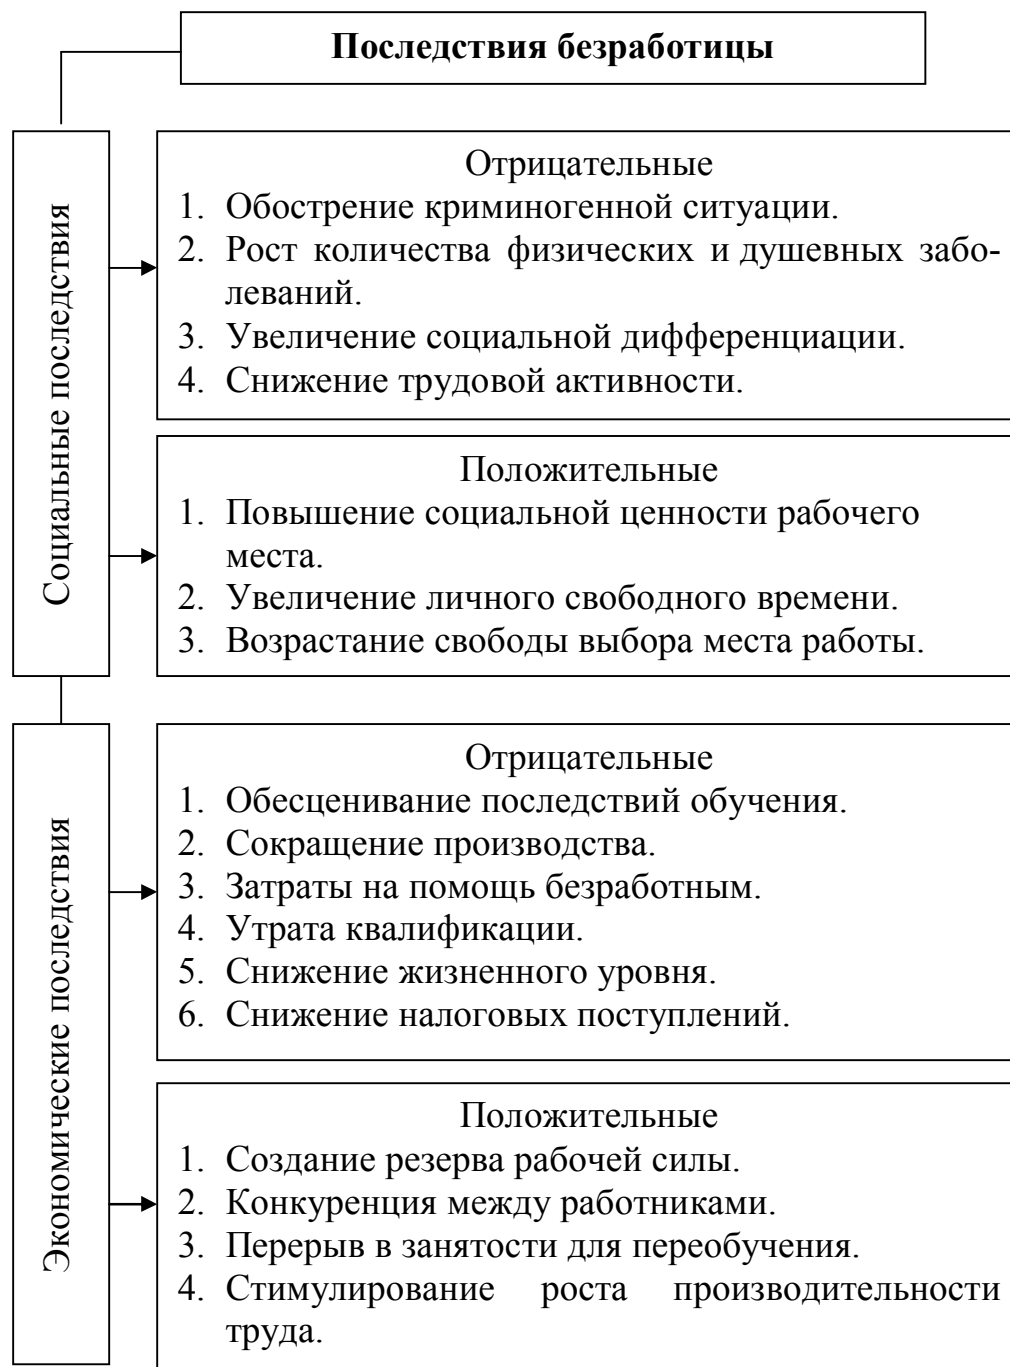 Последствия безработицы
Социальные последствия
Отрицательные
1. Обострение криминогенной ситуации.
2. Рост количества физических и душевных забо-
леваний.
3. Увеличение социальной дифференциации.
4. Снижение трудовой активности.
Положительные
1. Повышение социальной ценности рабочего
места.
2. Увеличение личного свободного времени.
3. Возрастание свободы выбора места работы.
Экономические последствия
Отрицательные
1. Обесценивание последствий обучения.
2. Сокращение производства.
3. Затраты на помощь безработным.
4. Утрата квалификации.
5. Снижение жизненного уровня.
6. Снижение налоговых поступлений.
Положительные
1. Создание резерва рабочей силы.
2. Конкуренция между работниками.
3. Перерыв в занятости для переобучения.
4. Стимулирование роста производительности
труда.